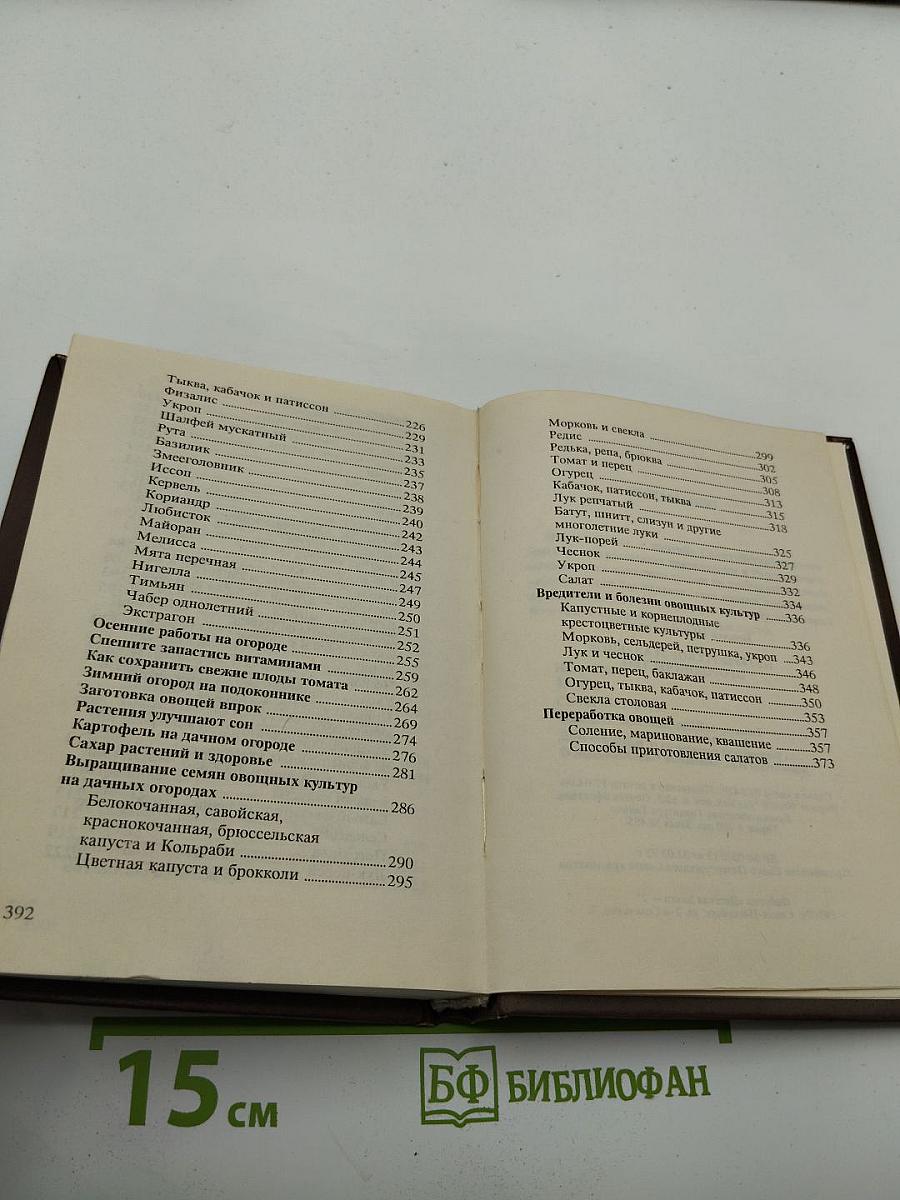 Тыква, кабачок и патиссон ........ 226
Физалис ........ 229
Укроп ........ 231
Шалфей мускатный ........ 233
Рута ........ 235
Базилик ........ 237
Змееголовник ........ 238
Иссоп ........ 239
Кервель ........ 240
Кориандр ........ 242
Любисток ........ 243
Майоран ........ 244
Мелисса ........ 245
Мята перечная ........ 247
Нигелла ........ 249
Тимьян ........ 250
Чабер однолетний ........ 251
Экстрагон ........ 252
Осенние работы на огороде ........ 255
Спешите запастись витаминами ........ 259
Как сохранить свежие плоды томата ........ 262
Зимний огород на подоконнике ........ 264
Заготовка овощей впрок ........ 269
Растения улучшают сон ........ 274
Картофель на дачном огороде ........ 276
Сахар растений и здоровье ........ 281
Выращивание семян овощных культур
на дачных огородах ........ 286
Белокочанная, савойская,
краснокочанная, брюссельская
капуста и Кольраби ........ 290
Цветная капуста и брокколи ........ 295
392
Морковь и свекла ........ 299
Редис ........ 302
Редька, репа, брюква ........ 305
Томат и перец ........ 308
Огурец ........ 313
Кабачок, патиссон, тыква ........ 315
Лук репчатый ........ 318
Батут, шнитт, слизун и другие
многолетние луки ........ 325
Лук-порей ........ 327
Чеснок ........ 329
Укроп ........ 332
Салат ........ 334
Вредители и болезни овощных культур ...... 336
Капустные и корнеплодные
крестоцветные культуры ........ 336
Морковь, сельдерей, петрушка, укроп ... 343
Лук и чеснок ........ 346
Томат, перец, баклажан ........ 348
Огурец, тыква, кабачок, патиссон ........ 350
Свекла столовая ........ 353
Переработка овощей ........ 357
Соление, маринование, квашение ........ 357
Способы приготовления салатов ........ 373
15 см
БФ БИБЛИОФАН